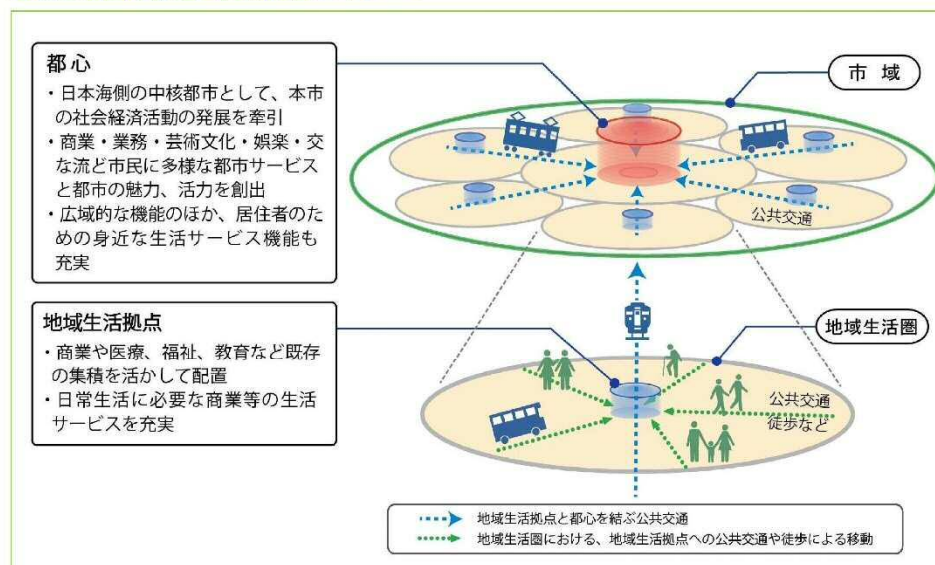 都 心
・日本海側の中核都市として、本市
の社会経済活動の発展を牽引
・商業・業務・芸術文化・娯楽・交
な流ど市民に多様な都市サービス
と都市の魅力、活力を創出
・広域的な機能のほか、居住者のた
めの身近な生活サービス機能も
充実
市 域
公共交通
地域生活拠点
・商業や医療、福祉、教育など既存
の集積を活かして配置
・日常生活に必要な商業等の生活
サービスを充実
地域生活圏
公共交通
徒歩など
地域生活拠点と都心を結ぶ公共交通
地域生活圏における、地域生活拠点への公共交通や徒歩による移動